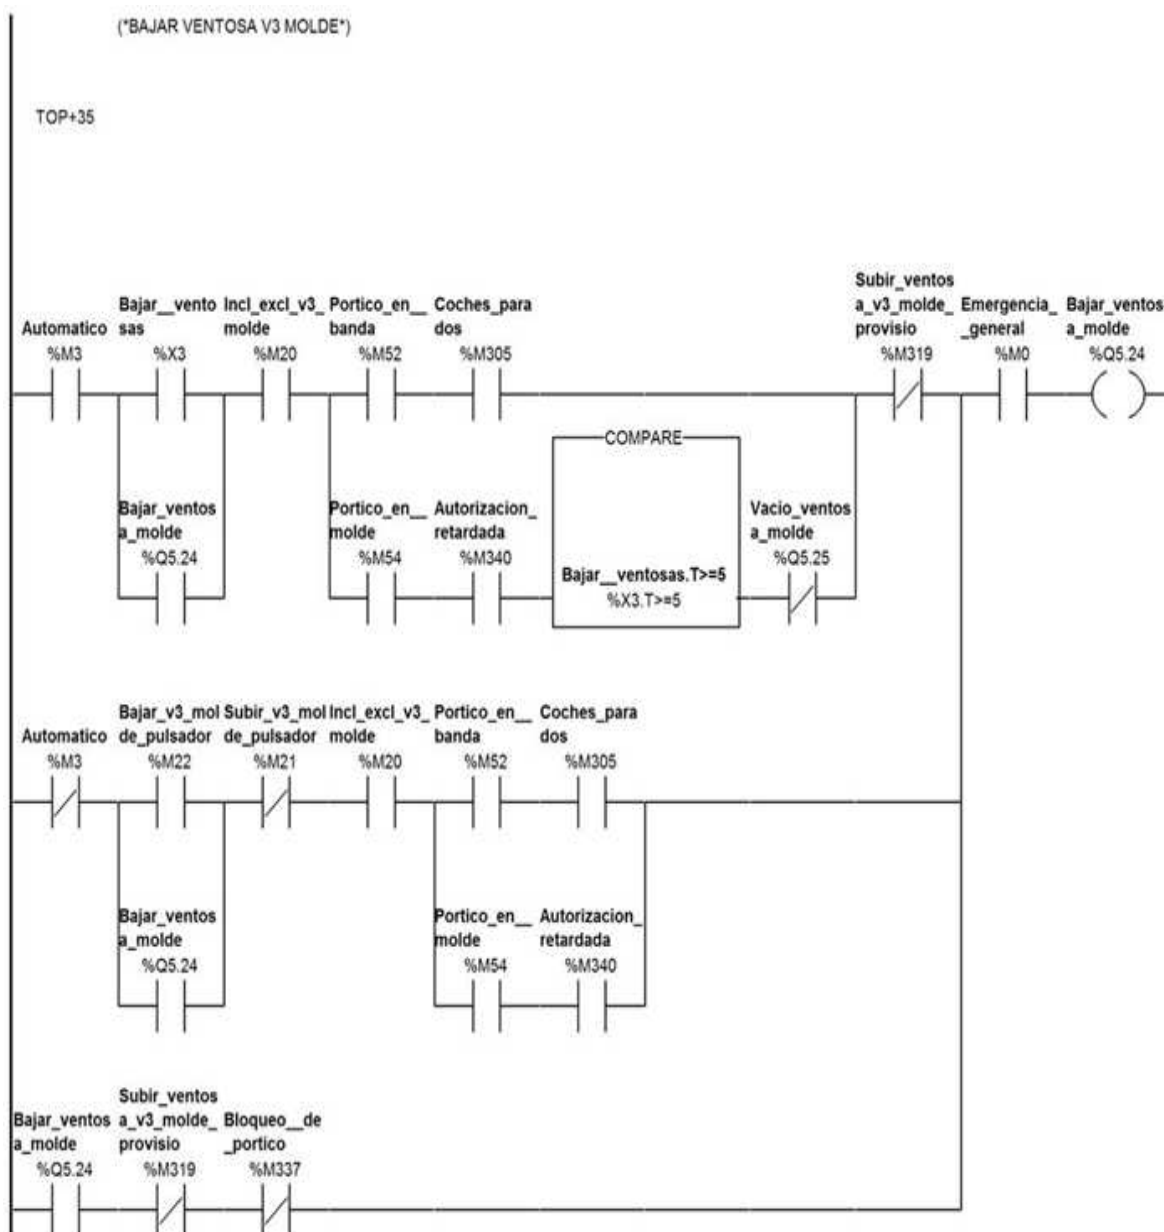 (*BAJAR VENTOSA V3 MOLDE*)
TOP+35
Subir_ventos
Bajar__vento Incl_excl_v3_ Portico_en__ Coches_para a_v3_molde_ Emergencia_ Bajar_ventos
Automatico sas molde banda dos provisio _general a_molde
%M3 %X3 %M20 %M52 %M305 %M319 %M0 %Q5.24
COMPARE
Bajar_ventos Portico_en__ Autorizacion_ Vacio_ventos
a_molde molde retardada a_molde
%Q5.24 %M54 %M340 %Q5.25
Bajar__ventosas.T>=5
%X3.T>=5
Bajar_v3_mol Subir_v3_mol Incl_excl_v3_ Portico_en__ Coches_para
Automatico de_pulsador de_pulsador molde banda dos
%M3 %M22 %M21 %M20 %M52 %M305
Bajar_ventos Portico_en__ Autorizacion_
a_molde molde retardada
%Q5.24 %M54 %M340
Subir_ventos
Bajar_ventos a_v3_molde_ Bloqueo__de
a_molde provisio _portico
%Q5.24 %M319 %M337